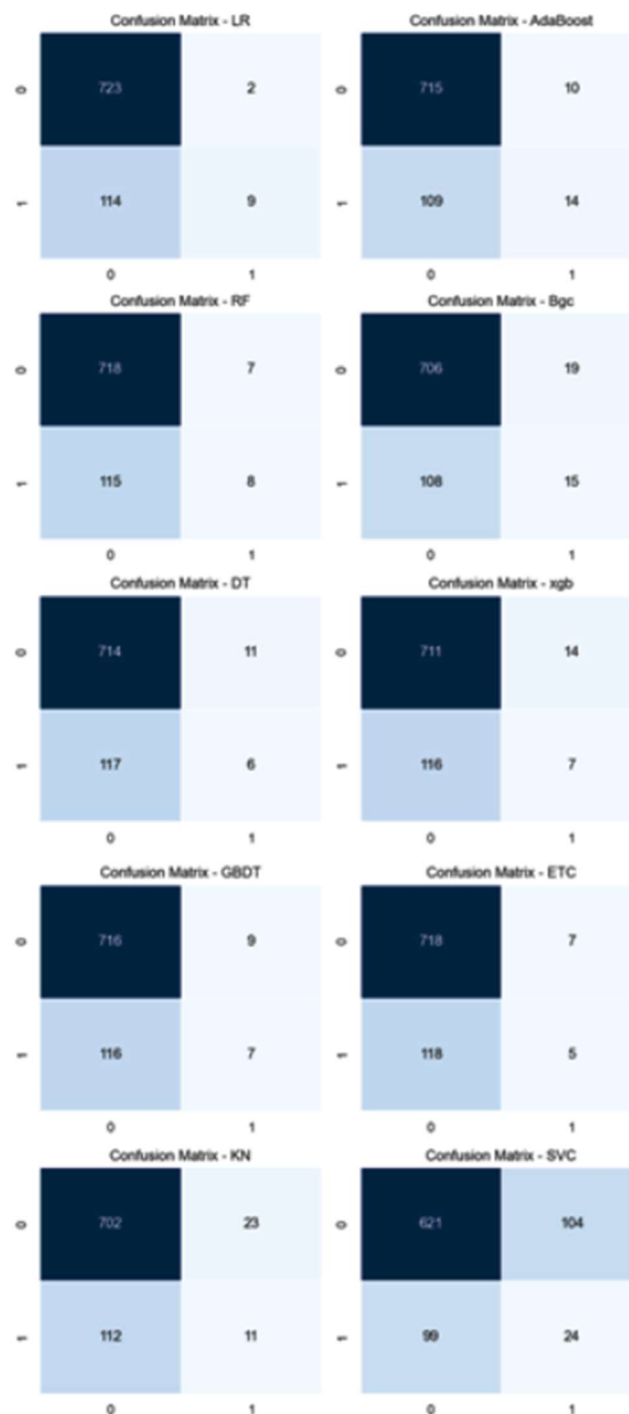 Confusion Matrix - LR
0 723 2
1 114 9
0 1
Confusion Matrix - AdaBoost
0 715 10
1 109 14
0 1
Confusion Matrix - RF
0 718 7
1 115 8
0 1
Confusion Matrix - Bgc
0 706 19
1 108 15
0 1
Confusion Matrix - DT
0 714 11
1 117 6
0 1
Confusion Matrix - xgb
0 711 14
1 116 7
0 1
Confusion Matrix - GBDT
0 716 9
1 116 7
0 1
Confusion Matrix - ETC
0 718 7
1 118 5
0 1
Confusion Matrix - KN
0 702 23
1 112 11
0 1
Confusion Matrix - SVC
0 621 104
1 99 24
0 1